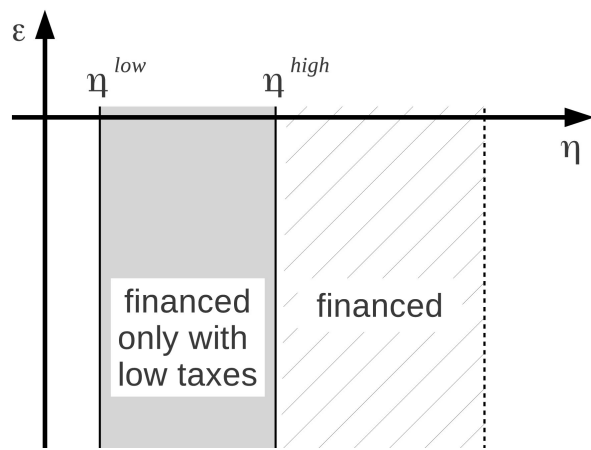 ε
η low
η high
η
financed
only with
low taxes
financed